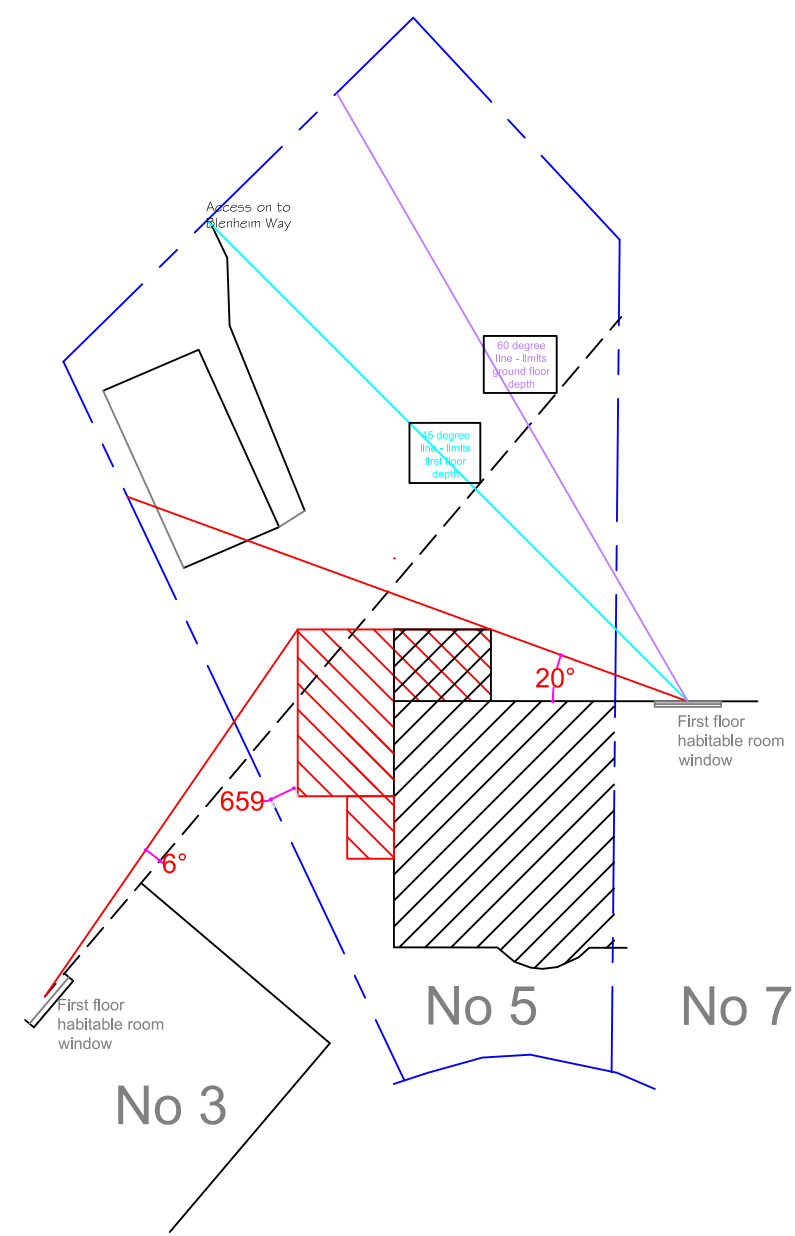 Access on to
Blenheim Way
60 degree
line - limits
ground floor
depth
45 degree
line - limits
first floor
depth
20°
First floor
habitable room
window
659
6°
No 5
No 7
First floor
habitable room
window
No 3